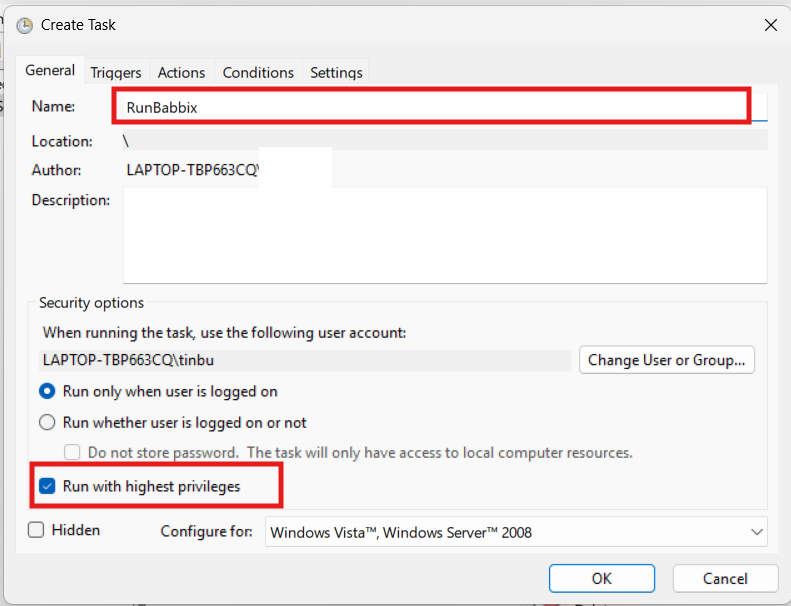 Create Task
General Triggers Actions Conditions Settings
Name: RunBabbix
Location: \
Author: LAPTOP-TBP663CQ\
Description:
Security options
When running the task, use the following user account:
LAPTOP-TBP663CQ\tinbu Change User or Group...
Run only when user is logged on
Run whether user is logged on or not
Do not store password. The task will only have access to local computer resources.
Run with highest privileges
Hidden Configure for: Windows Vista™, Windows Server™ 2008
OK Cancel